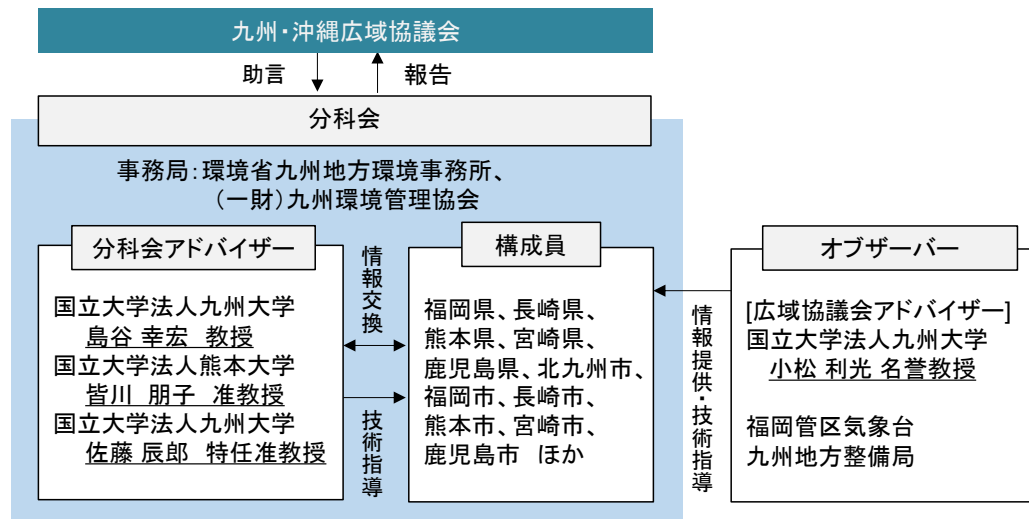 九州・沖縄広域協議会
助言
報告
分科会
事務局:環境省九州地方環境事務所、
(一財)九州環境管理協会
分科会アドバイザー
国立大学法人九州大学
島谷 幸宏 教授
国立大学法人熊本大学
皆川 朋子 准教授
国立大学法人九州大学
佐藤 辰郎 特任准教授
情報交換
技術指導
構成員
福岡県、長崎県、
熊本県、宮崎県、
鹿児島県、北九州市、
福岡市、長崎市、
熊本市、宮崎市、
鹿児島市 ほか
情報提供・技術指導
オブザーバー
[広域協議会アドバイザー]
国立大学法人九州大学
小松 利光 名誉教授
福岡管区気象台
九州地方整備局